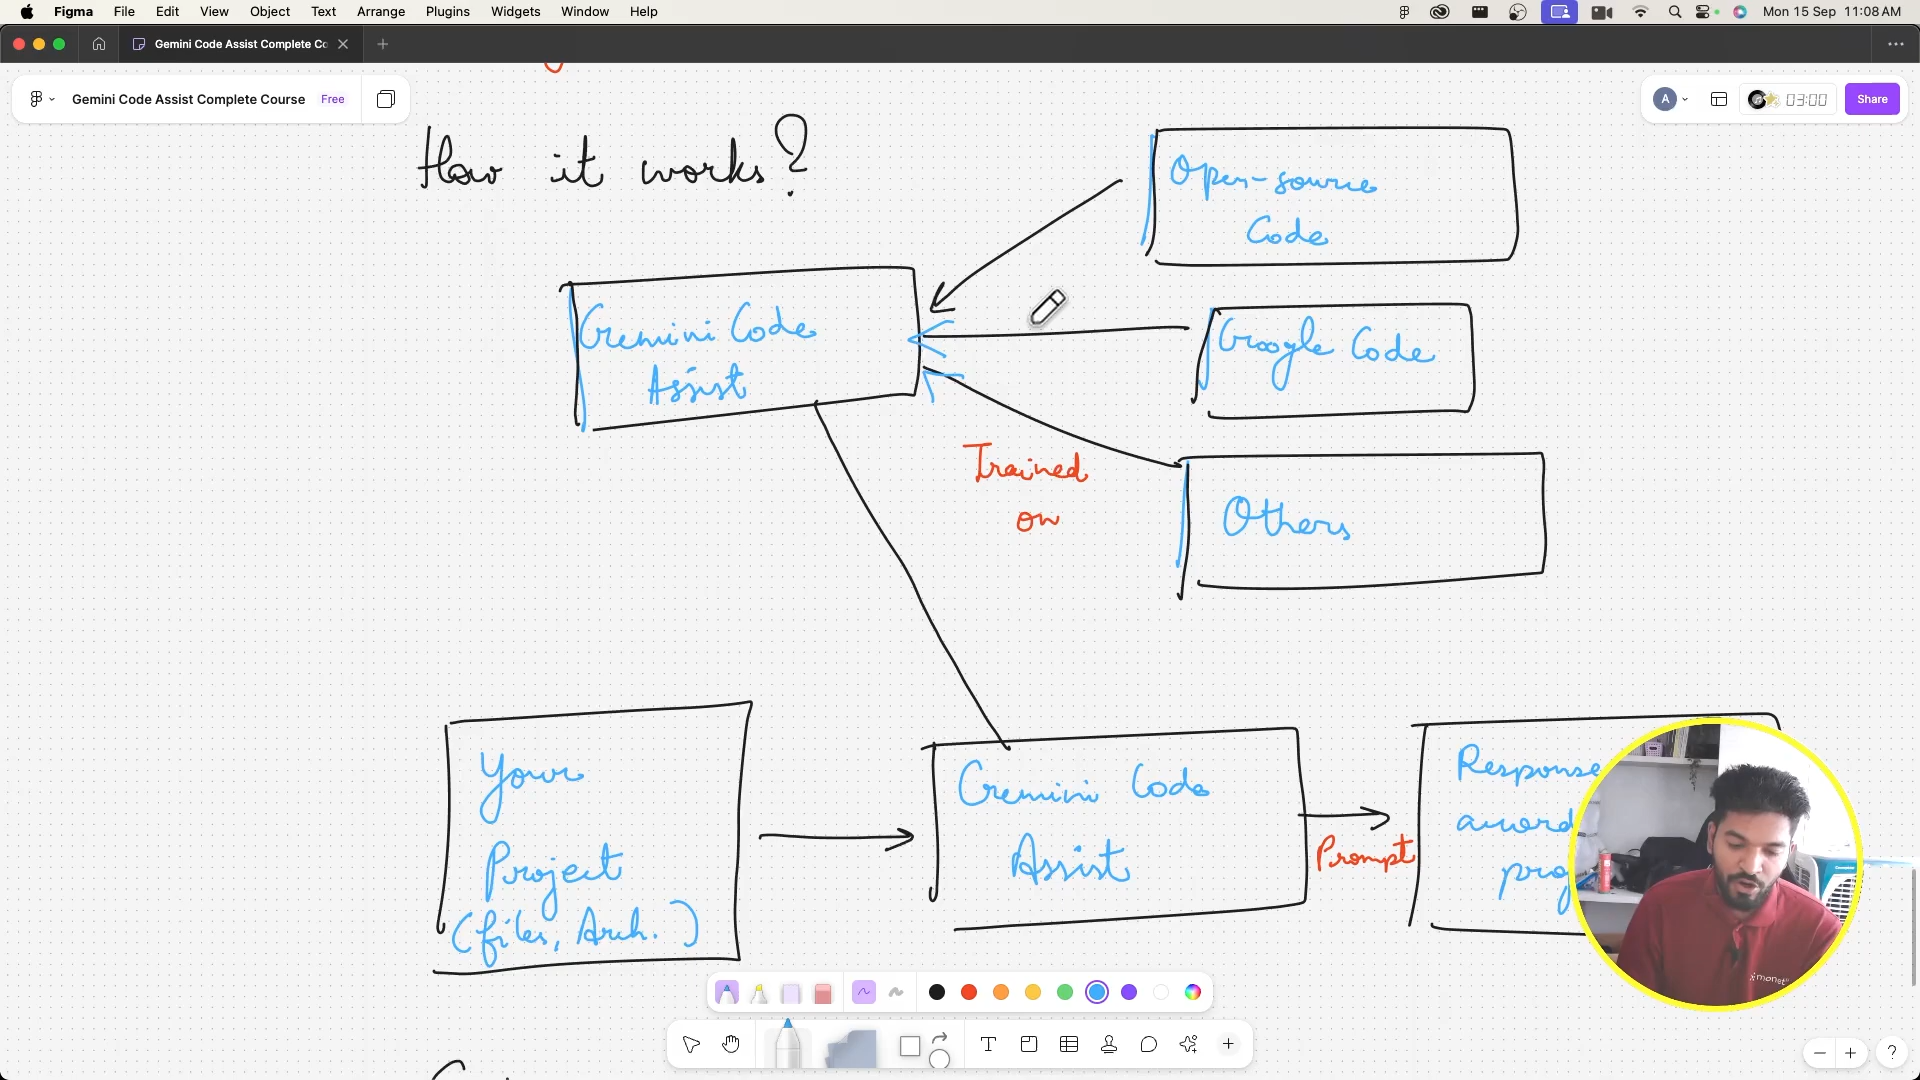 Figma File Edit View Object Text Arrange Plugins Widgets Window Help Mon 15 Sep 11:08 AM
Gemini Code Assist Complete Co
Gemini Code Assist Complete Course Free
A 03:00 Share
How it works?
Open-source
Code
Gemini Code
Assist
Google Code
Trained
on
Others
Your
Project
(files, Arch.)
Gemini Code
Assist
Prompt
Response
monst
T
?